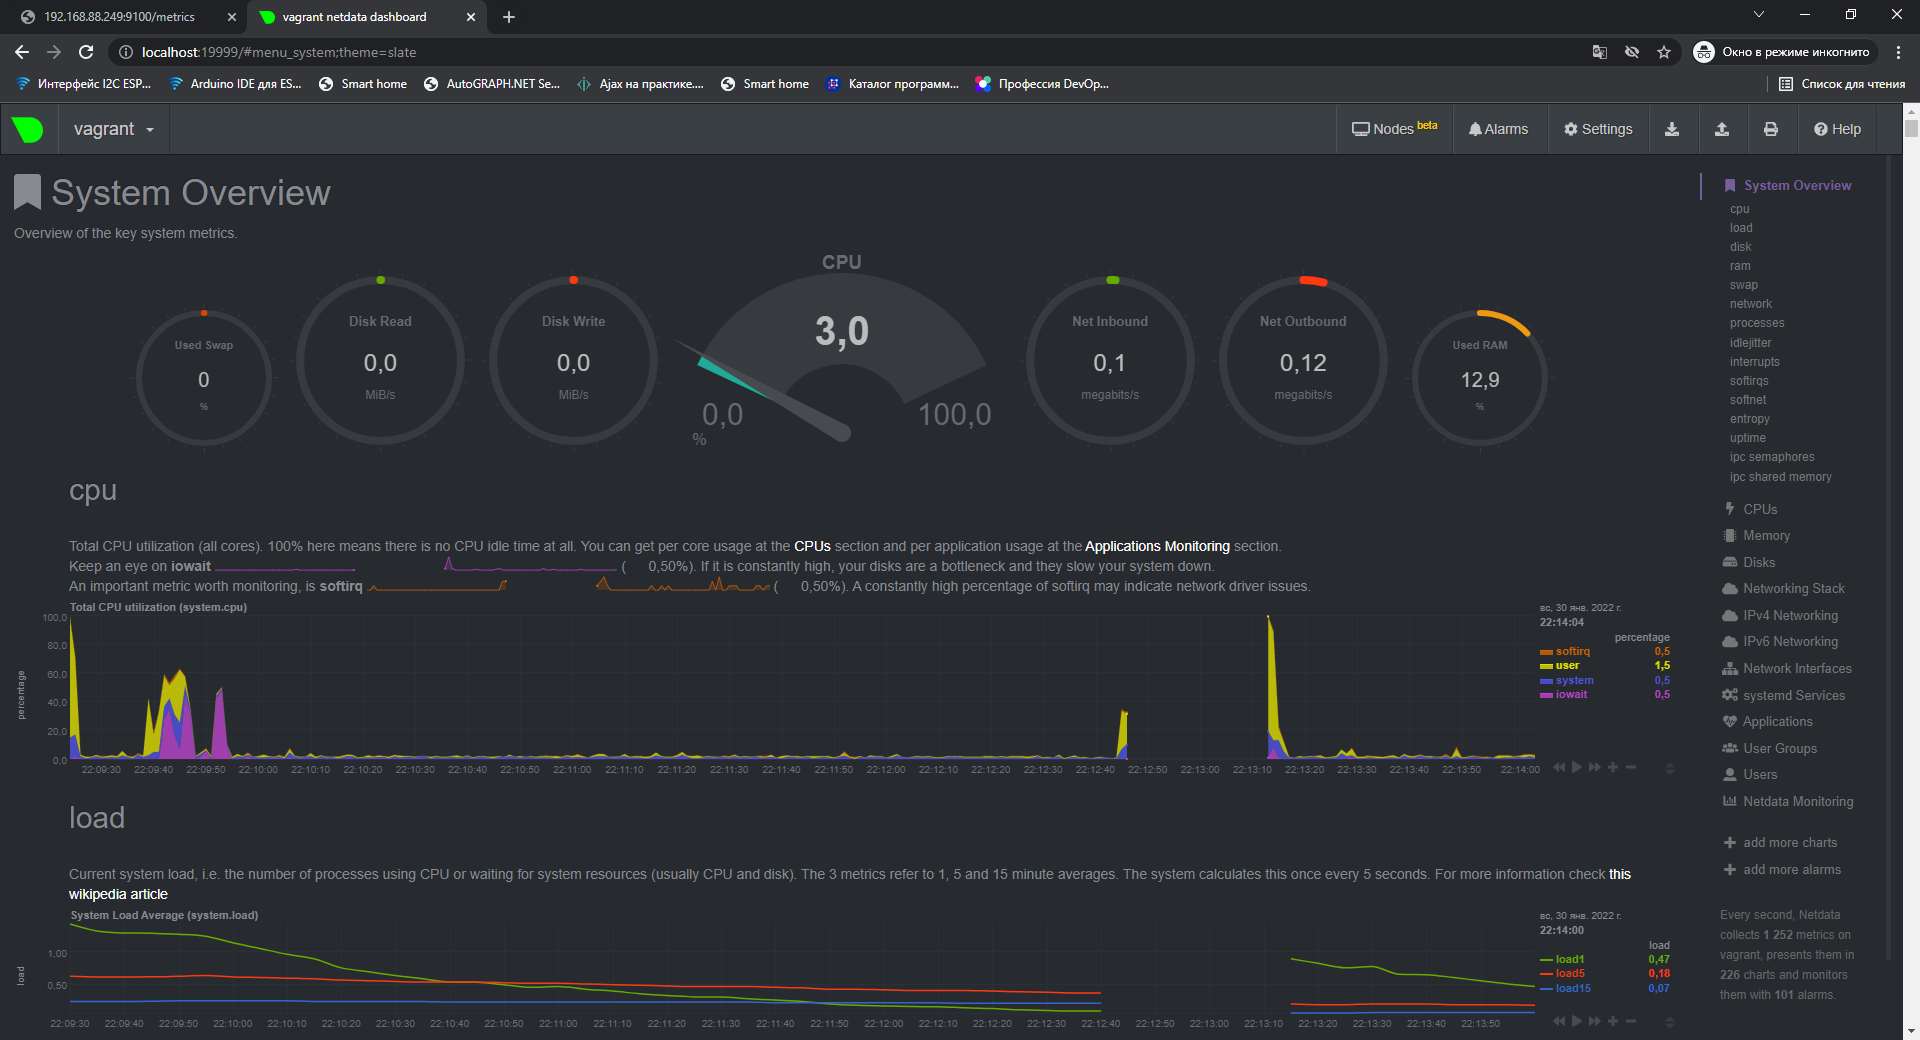 192.168.88.249:9100/metrics
vagrant netdata dashboard
localhost:19999/#menu_system;theme=slate
Окно в режиме инкогнито
Интерфейс I2C ESP...
Arduino IDE для ES...
Smart home
AutoGRAPH.NET Se...
Ajax на практике....
Smart home
Каталог программ...
Профессия DevOp...
Список для чтения
vagrant
Nodes beta
Alarms
Settings
Help
System Overview
Overview of the key system metrics.
Used Swap
0
%
Disk Read
0,0
MiB/s
Disk Write
0,0
MiB/s
CPU
3,0
0,0
100,0
%
Net Inbound
0,1
megabits/s
Net Outbound
0,12
megabits/s
Used RAM
12,9
%
cpu
Total CPU utilization (all cores). 100% here means there is no CPU idle time at all. You can get per core usage at the CPUs section and per application usage at the Applications Monitoring section.
Keep an eye on iowait ( 0,50%). If it is constantly high, your disks are a bottleneck and they slow your system down.
An important metric worth monitoring, is softirq ( 0,50%). A constantly high percentage of softirq may indicate network driver issues.
Total CPU utilization (system.cpu)
percentage
100,0
80,0
60,0
40,0
20,0
0,0
22:09:30 22:09:40 22:09:50 22:10:00 22:10:10 22:10:20 22:10:30 22:10:40 22:10:50 22:11:00 22:11:10 22:11:20 22:11:30 22:11:40 22:11:50 22:12:00 22:12:10 22:12:20 22:12:30 22:12:40 22:12:50 22:13:00 22:13:10 22:13:20 22:13:30 22:13:40 22:13:50 22:14:00
вс, 30 янв. 2022 г.
22:14:04
percentage
softirq 0,5
user 1,5
system 0,5
iowait 0,5
load
Current system load, i.e. the number of processes using CPU or waiting for system resources (usually CPU and disk). The 3 metrics refer to 1, 5 and 15 minute averages. The system calculates this once every 5 seconds. For more information check this
wikipedia article
System Load Average (system.load)
load
1.00
0.50
22:09:30 22:09:40 22:09:50 22:10:00 22:10:10 22:10:20 22:10:30 22:10:40 22:10:50 22:11:00 22:11:10 22:11:20 22:11:30 22:11:40 22:11:50 22:12:00 22:12:10 22:12:20 22:12:30 22:12:40 22:12:50 22:13:00 22:13:10 22:13:20 22:13:30 22:13:40 22:13:50
вс, 30 янв. 2022 г.
22:14:00
load
load1 0,47
load5 0,18
load15 0,07
System Overview
cpu
load
disk
ram
swap
network
processes
idlejitter
interrupts
softirqs
softnet
entropy
uptime
ipc semaphores
ipc shared memory
CPUs
Memory
Disks
Networking Stack
IPv4 Networking
IPv6 Networking
Network Interfaces
systemd Services
Applications
User Groups
Users
Netdata Monitoring
add more charts
add more alarms
Every second, Netdata
collects 1 252 metrics on
vagrant, presents them in
226 charts and monitors
them with 101 alarms.